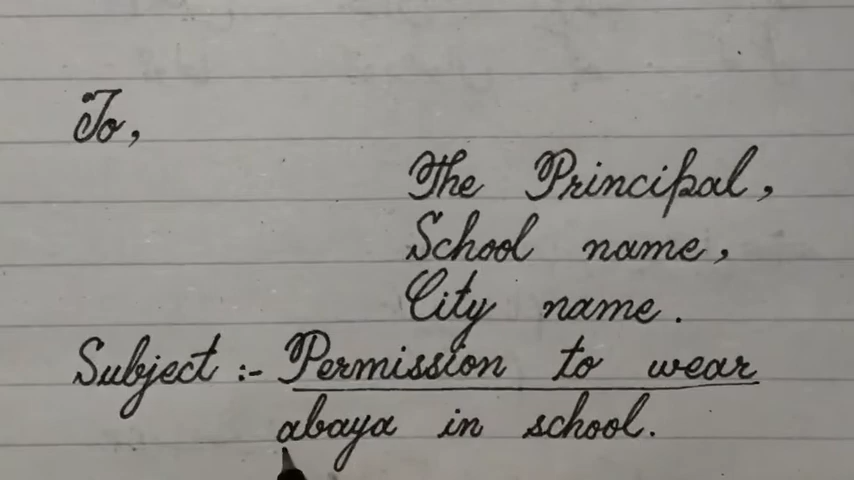 To,
The Principal,
School name,
City name.
Subject :- Permission to wear
abaya in school.